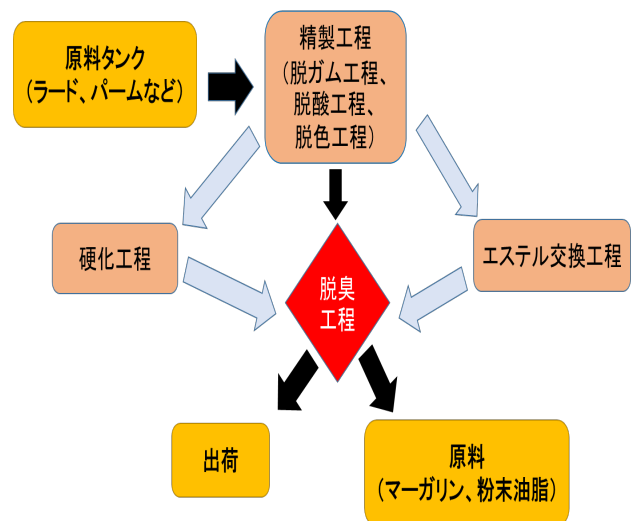 原料タンク
(ラード、パームなど)
精製工程
(脱ガム工程、
脱酸工程、
脱色工程)
硬化工程
脱臭
工程
エステル交換工程
出荷
原料
(マーガリン、粉末油脂)